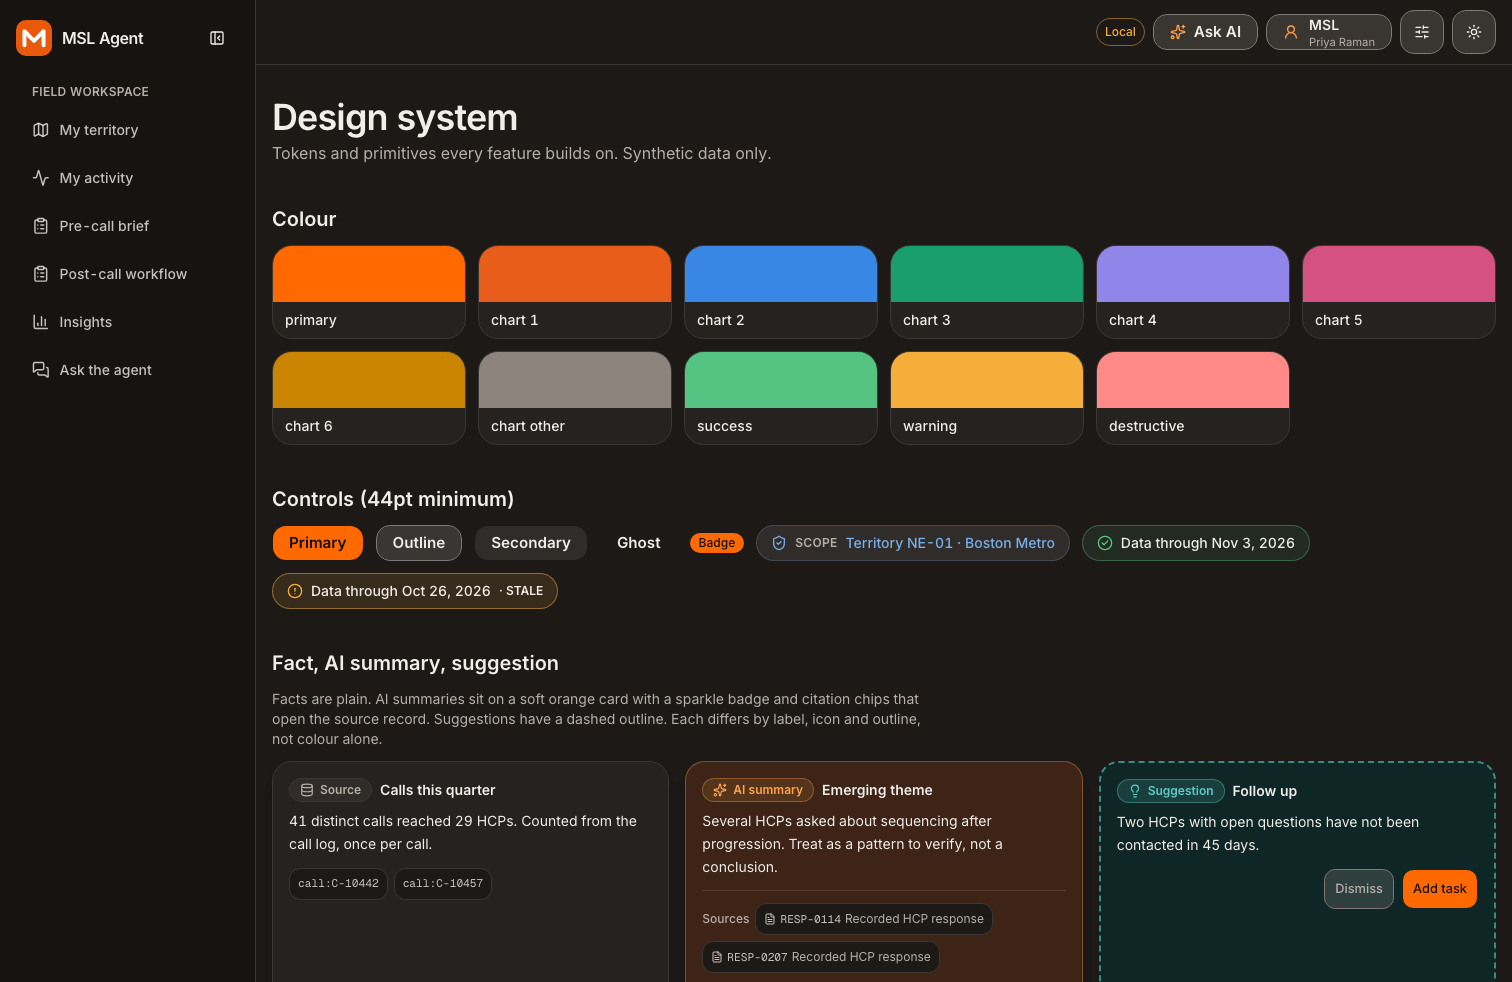 MSL Agent
Local
Ask AI
MSL
Priya Raman
FIELD WORKSPACE
My territory
My activity
Pre-call brief
Post-call workflow
Insights
Ask the agent
Design system
Tokens and primitives every feature builds on. Synthetic data only.
Colour
primary
chart 1
chart 2
chart 3
chart 4
chart 5
chart 6
chart other
success
warning
destructive
Controls (44pt minimum)
Primary
Outline
Secondary
Ghost
Badge
SCOPE Territory NE-01 · Boston Metro
Data through Nov 3, 2026
Data through Oct 26, 2026 · STALE
Fact, AI summary, suggestion
Facts are plain. AI summaries sit on a soft orange card with a sparkle badge and citation chips that
open the source record. Suggestions have a dashed outline. Each differs by label, icon and outline,
not colour alone.
Source Calls this quarter
41 distinct calls reached 29 HCPs. Counted from the
call log, once per call.
call:C-10442 call:C-10457
AI summary Emerging theme
Several HCPs asked about sequencing after
progression. Treat as a pattern to verify, not a
conclusion.
Sources RESP-0114 Recorded HCP response
RESP-0207 Recorded HCP response
Suggestion Follow up
Two HCPs with open questions have not been
contacted in 45 days.
Dismiss Add task